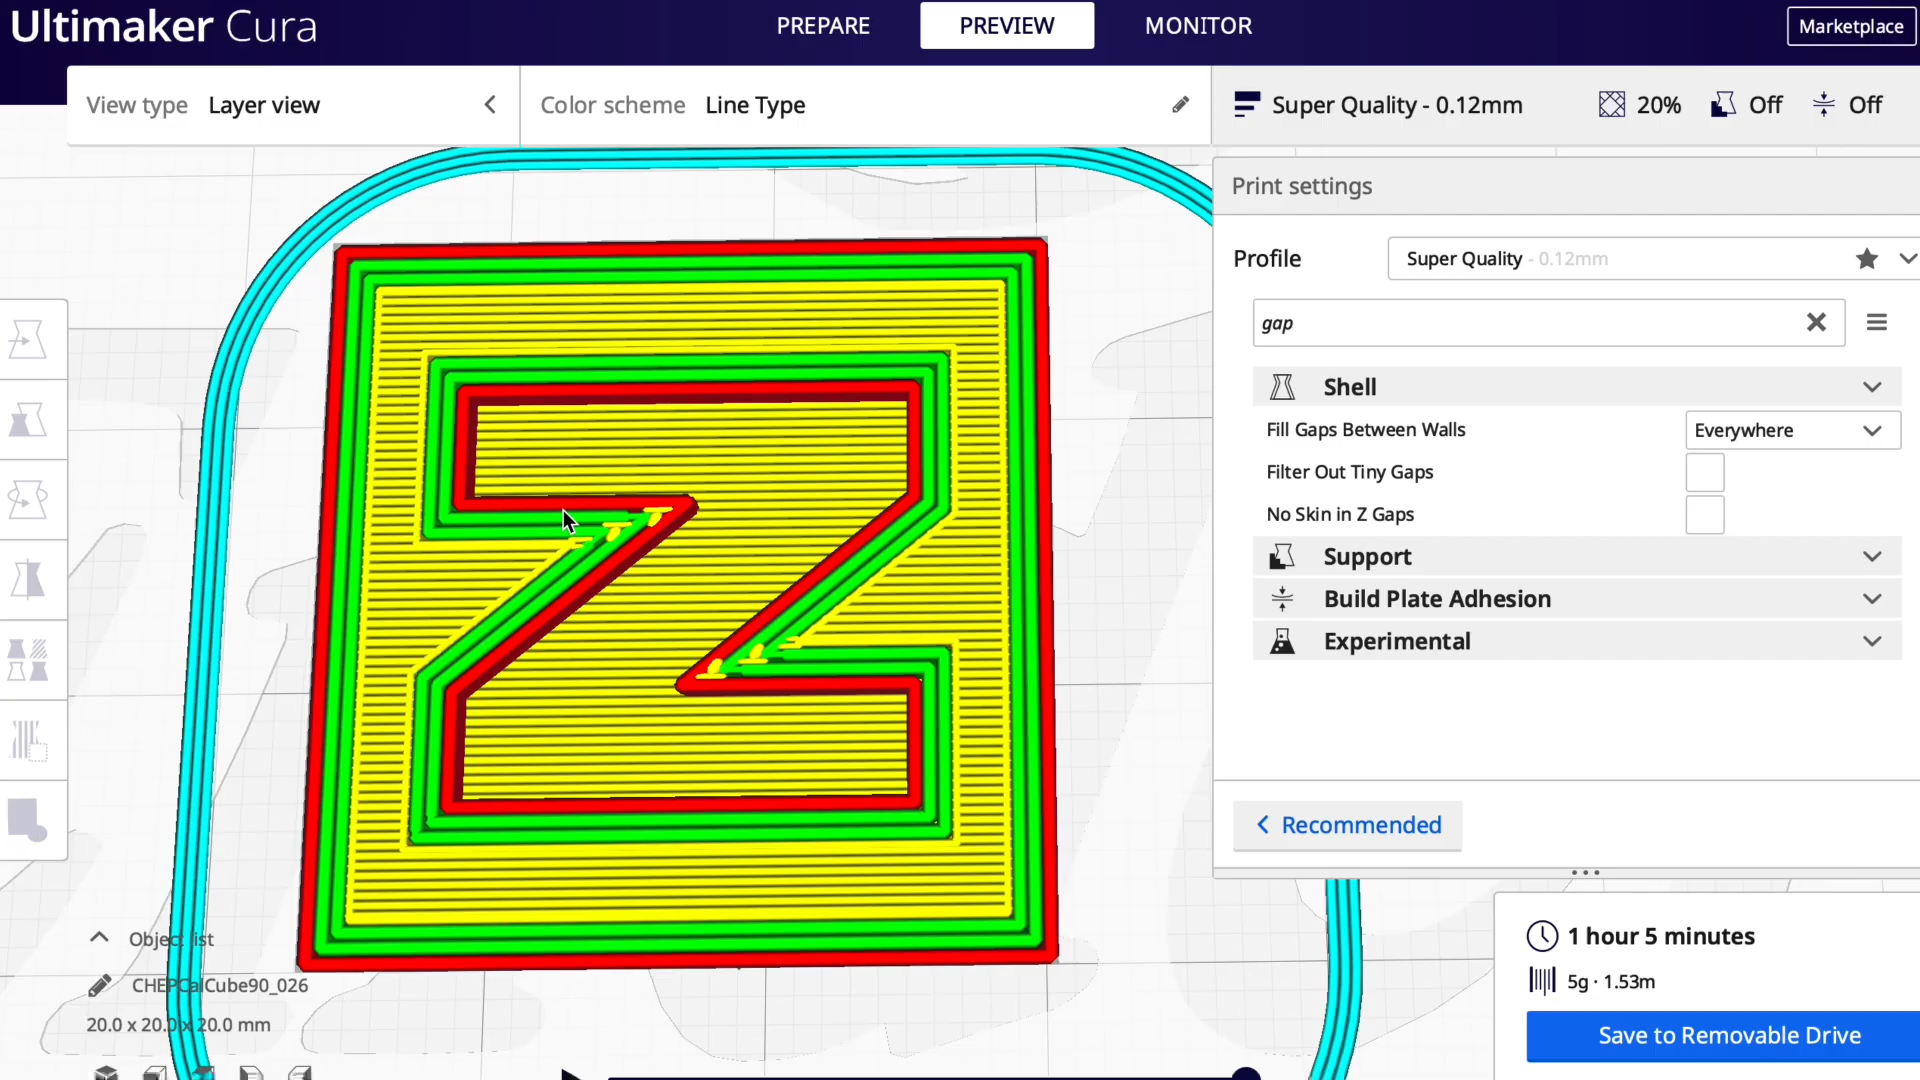 Ultimaker Cura
PREPARE
PREVIEW
MONITOR
Marketplace
View type Layer view
Color scheme Line Type
Super Quality - 0.12mm
20%
Off
Off
Print settings
Profile
Super Quality - 0.12mm
gap
Shell
Fill Gaps Between Walls
Everywhere
Filter Out Tiny Gaps
No Skin in Z Gaps
Support
Build Plate Adhesion
Experimental
Recommended
Object list
CHEPCalCube90_026
20.0 x 20.0 x 20.0 mm
1 hour 5 minutes
5g · 1.53m
Save to Removable Drive